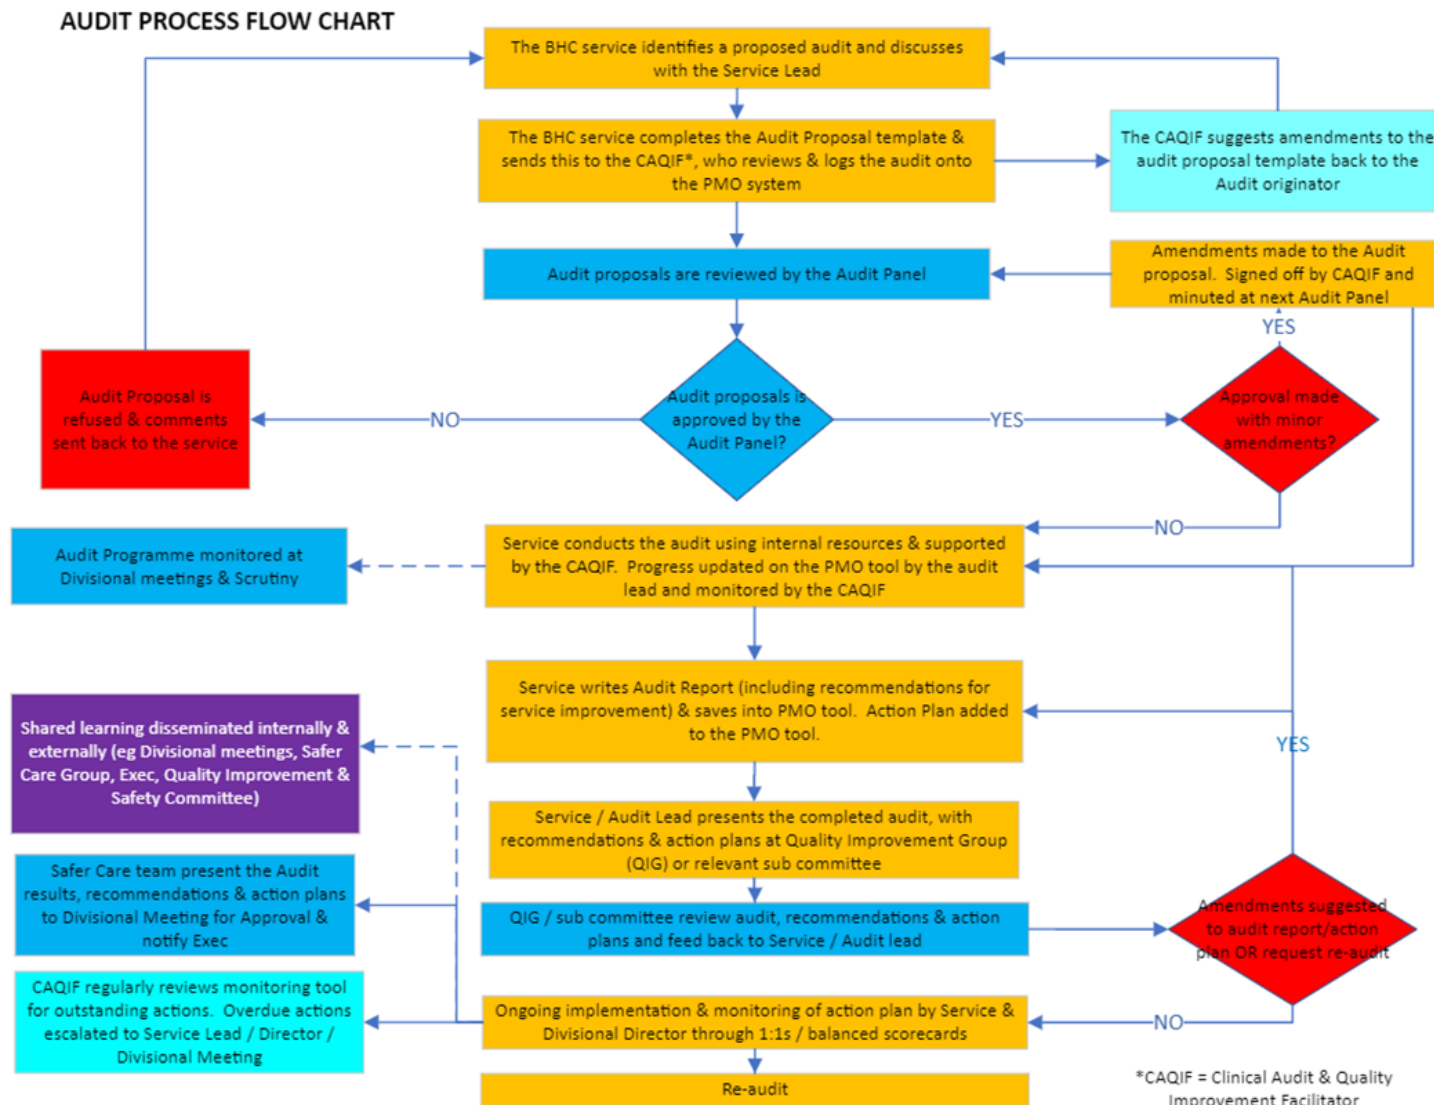 AUDIT PROCESS FLOW CHART
The BHC service identifies a proposed audit and discusses
with the Service Lead
The BHC service completes the Audit Proposal template &
sends this to the CAQIF*, who reviews & logs the audit onto
the PMO system
The CAQIF suggests amendments to the
audit proposal template back to the
Audit originator
Audit proposals are reviewed by the Audit Panel
Amendments made to the Audit
proposal.  Signed off by CAQIF and
minuted at next Audit Panel
YES
Audit Proposal is
refused & comments
sent back to the service
NO
Audit proposals is
approved by the
Audit Panel?
YES
Approval made
with minor
amendments?
NO
Audit Programme monitored at
Divisional meetings & Scrutiny
Service conducts the audit using internal resources & supported
by the CAQIF.  Progress updated on the PMO tool by the audit
lead and monitored by the CAQIF
Service writes Audit Report (including recommendations for
service improvement) & saves into PMO tool.  Action Plan added
to the PMO tool.
Shared learning disseminated internally &
externally (eg Divisional meetings, Safer
Care Group, Exec, Quality Improvement &
Safety Committee)
YES
Service / Audit Lead presents the completed audit, with
recommendations & action plans at Quality Improvement Group
(QIG) or relevant sub committee
Safer Care team present the Audit
results, recommendations & action plans
to Divisional Meeting for Approval &
notify Exec
QIG / sub committee review audit, recommendations & action
plans and feed back to Service / Audit lead
Amendments suggested
to audit report/action
plan OR request re-audit
CAQIF regularly reviews monitoring tool
for outstanding actions.  Overdue actions
escalated to Service Lead / Director /
Divisional Meeting
Ongoing implementation & monitoring of action plan by Service &
Divisional Director through 1:1s / balanced scorecards
NO
Re-audit
*CAQIF = Clinical Audit & Quality
Improvement Facilitator